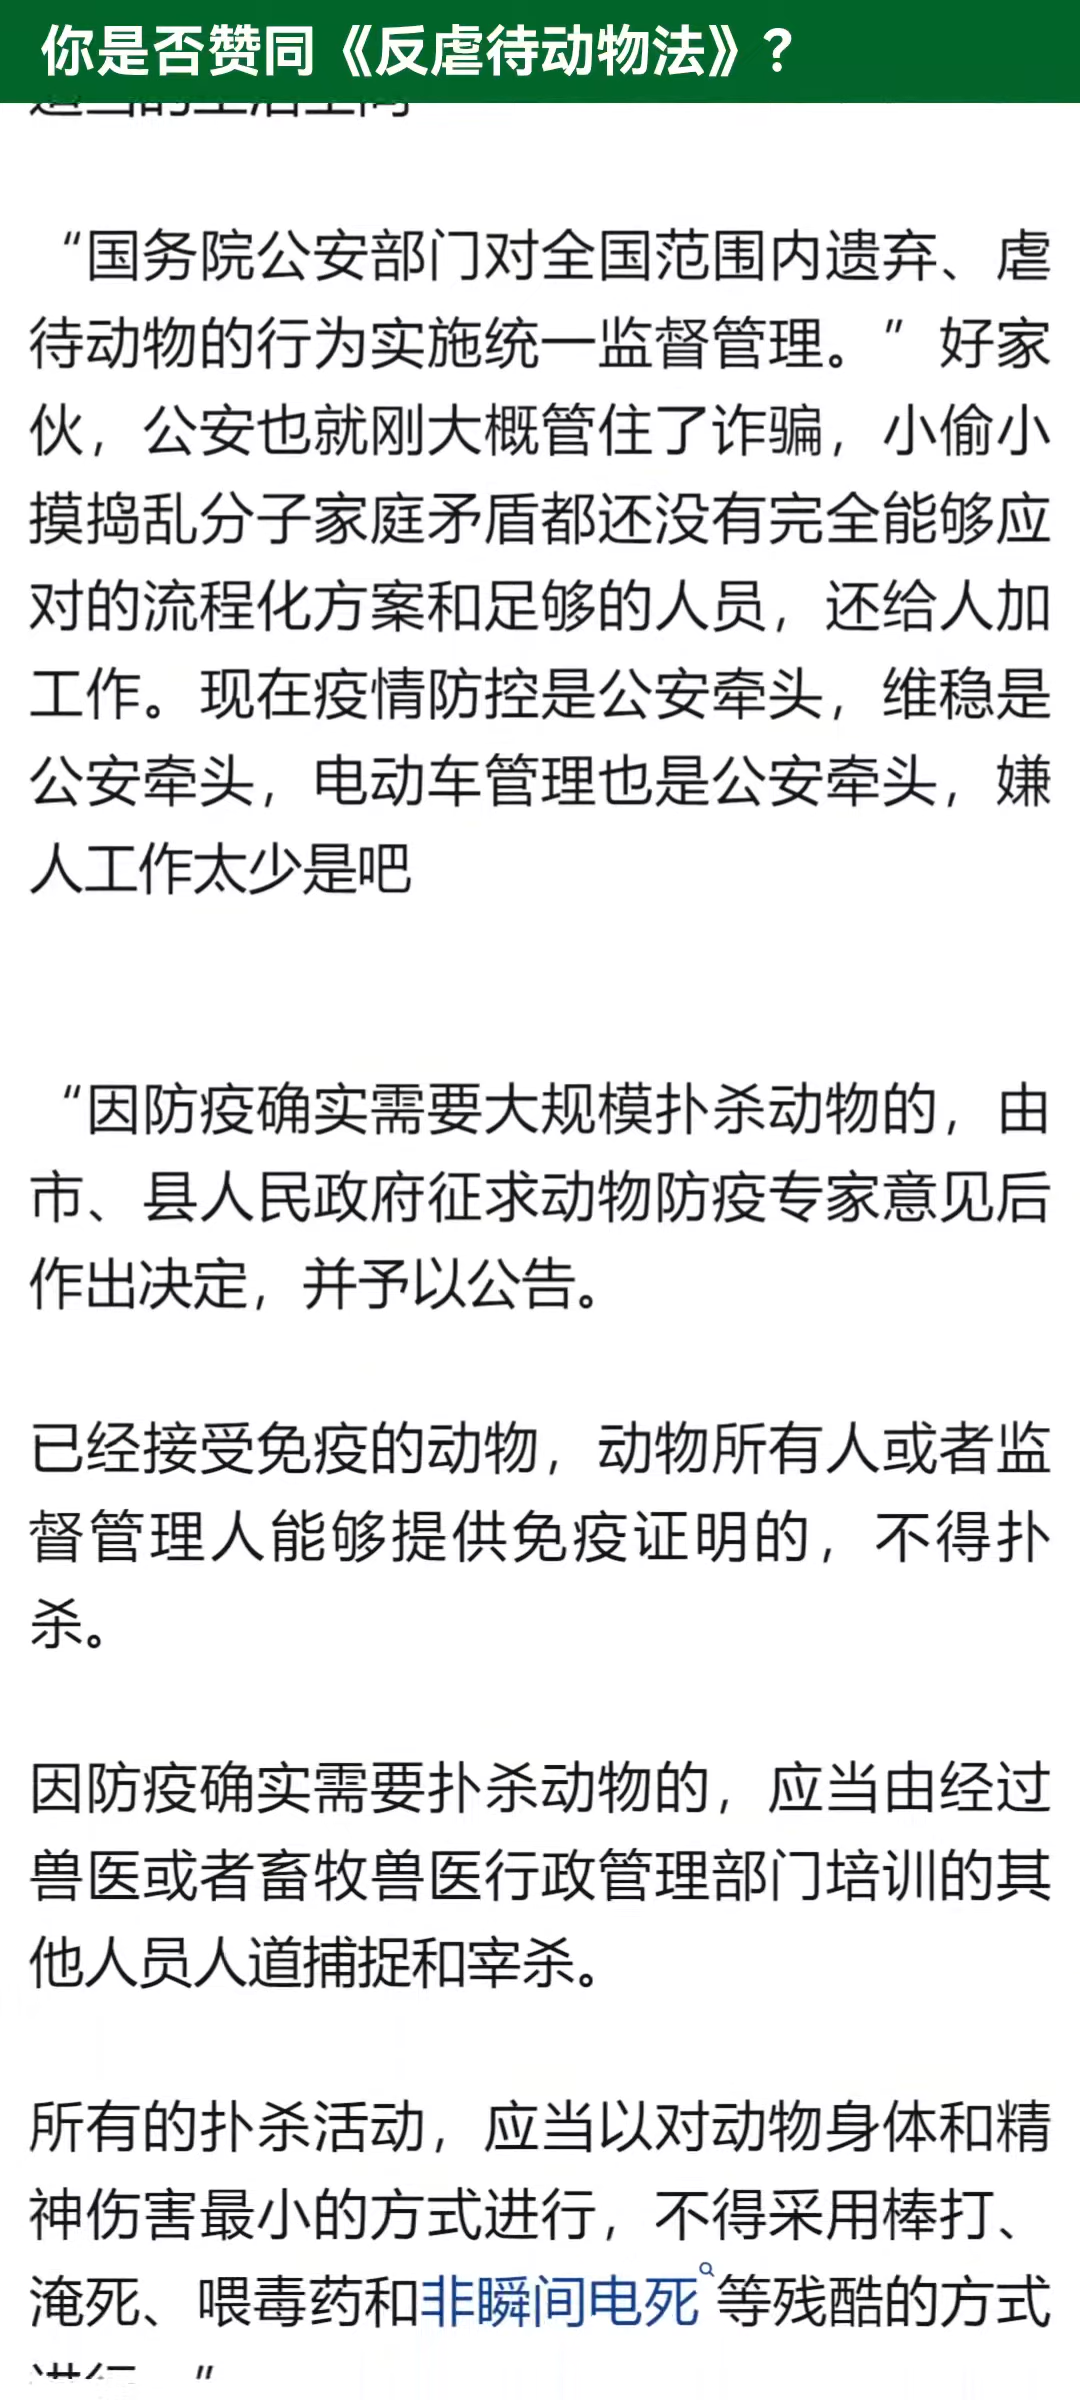 你是否赞同《反虐待动物法》?
适当的生活空间
“国务院公安部门对全国范围内遗弃、虐
待动物的行为实施统一监督管理。”好家
伙，公安也就刚大概管住了诈骗，小偷小
摸捣乱分子家庭矛盾都还没有完全能够应
对的流程化方案和足够的人员，还给人加
工作。现在疫情防控是公安牵头，维稳是
公安牵头，电动车管理也是公安牵头，嫌
人工作太少是吧
“因防疫确实需要大规模扑杀动物的，由
市、县人民政府征求动物防疫专家意见后
作出决定，并予以公告。
已经接受免疫的动物，动物所有人或者监
督管理人能够提供免疫证明的，不得扑
杀。
因防疫确实需要扑杀动物的，应当由经过
兽医或者畜牧兽医行政管理部门培训的其
他人员人道捕捉和宰杀。
所有的扑杀活动，应当以对动物身体和精
神伤害最小的方式进行，不得采用棒打、
淹死、喂毒药和非瞬间电死等残酷的方式
进行。”